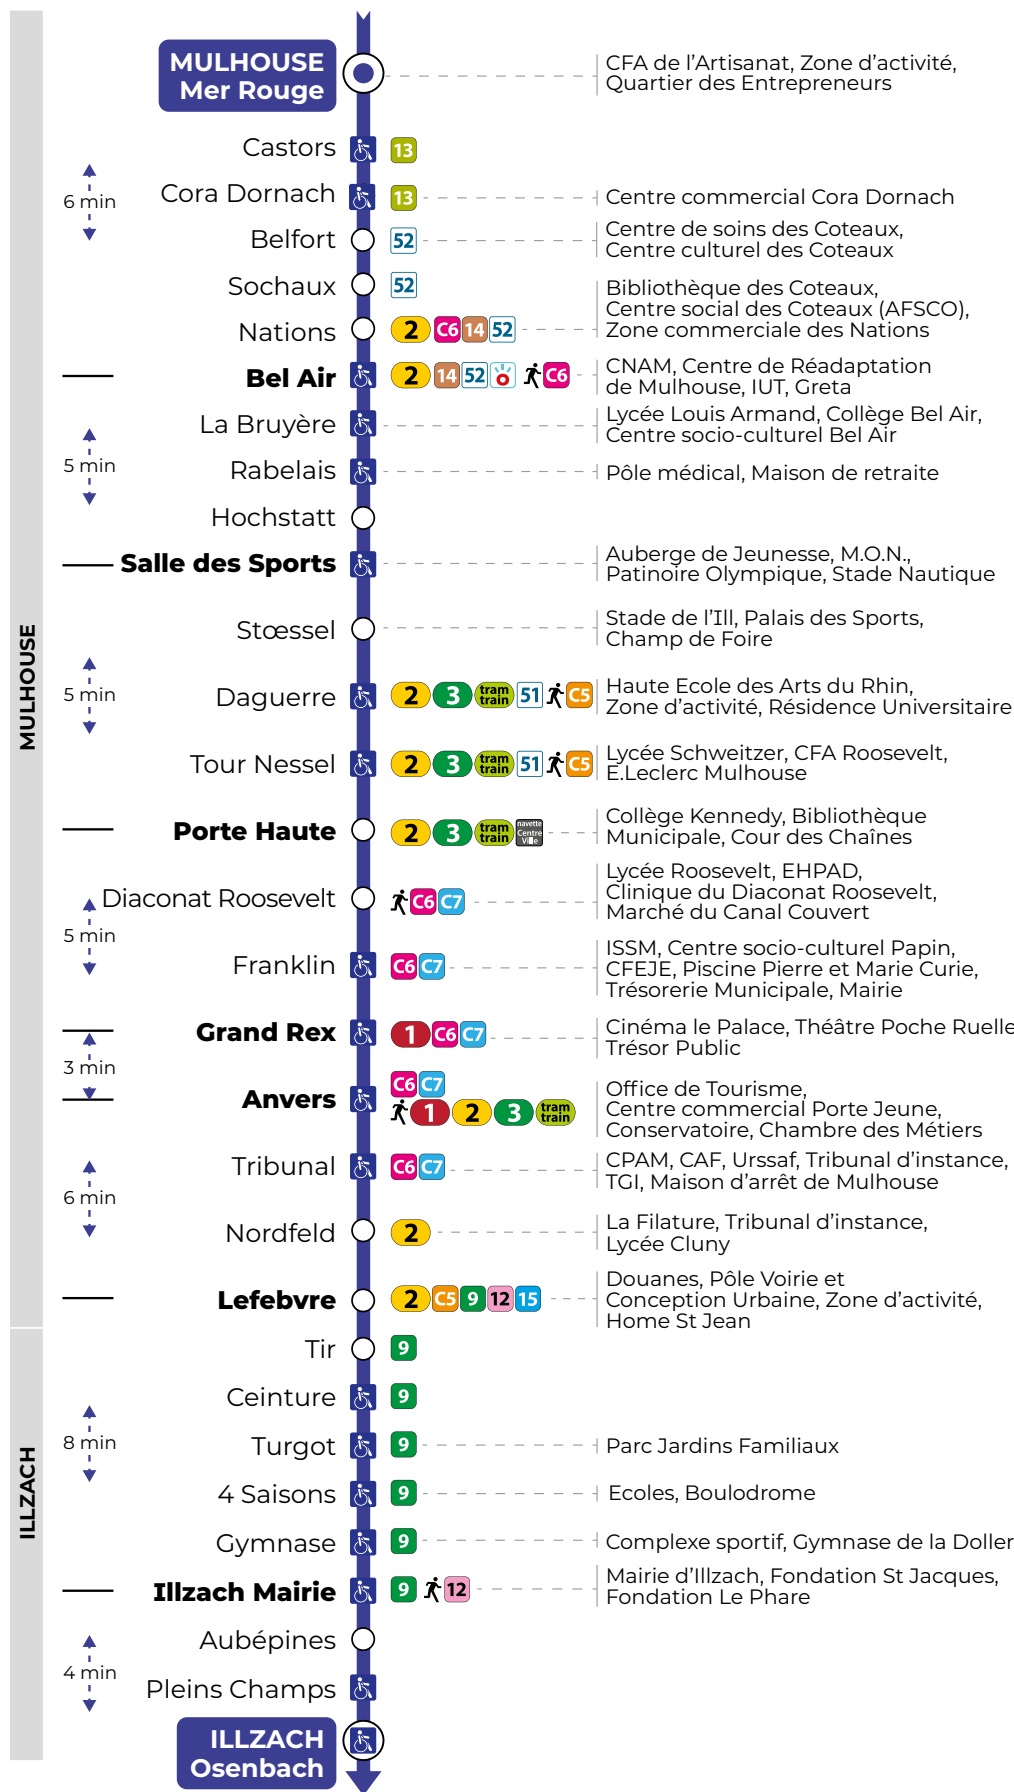 MULHOUSE
Mer Rouge
CFA de l’Artisanat, Zone d’activité,
Quartier des Entrepreneurs
Castors 13
6 min
Cora Dornach 13 Centre commercial Cora Dornach
Belfort 52 Centre de soins des Coteaux,
Centre culturel des Coteaux
Sochaux 52
Nations 2 C6 14 52 Bibliothèque des Coteaux,
Centre social des Coteaux (AFSCO),
Zone commerciale des Nations
Bel Air 2 14 52 C6 CNAM, Centre de Réadaptation
de Mulhouse, IUT, Greta
La Bruyère Lycée Louis Armand, Collège Bel Air,
Centre socio-culturel Bel Air
5 min
Rabelais Pôle médical, Maison de retraite
Hochstatt
Salle des Sports Auberge de Jeunesse, M.O.N.,
Patinoire Olympique, Stade Nautique
MULHOUSE
Stœssel Stade de l’Ill, Palais des Sports,
Champ de Foire
5 min
Daguerre 2 3 tram train 51 C5 Haute Ecole des Arts du Rhin,
Zone d’activité, Résidence Universitaire
Tour Nessel 2 3 tram train 51 C5 Lycée Schweitzer, CFA Roosevelt,
E.Leclerc Mulhouse
Porte Haute 2 3 tram train navette Centre Ville Collège Kennedy, Bibliothèque
Municipale, Cour des Chaînes
Diaconat Roosevelt C6 C7 Lycée Roosevelt, EHPAD,
Clinique du Diaconat Roosevelt,
Marché du Canal Couvert
5 min
Franklin C6 C7 ISSM, Centre socio-culturel Papin,
CFEJE, Piscine Pierre et Marie Curie,
Trésorerie Municipale, Mairie
Grand Rex 1 C6 C7 Cinéma le Palace, Théâtre Poche Ruelle
Trésor Public
3 min
Anvers C6 C7
1 2 3 tram train
Office de Tourisme,
Centre commercial Porte Jeune,
Conservatoire, Chambre des Métiers
Tribunal C6 C7 CPAM, CAF, Urssaf, Tribunal d’instance,
TGI, Maison d’arrêt de Mulhouse
6 min
Nordfeld 2 La Filature, Tribunal d’instance,
Lycée Cluny
Lefebvre 2 C5 9 12 15 Douanes, Pôle Voirie et
Conception Urbaine, Zone d’activité,
Home St Jean
Tir 9
Ceinture 9
8 min
Turgot 9 Parc Jardins Familiaux
ILLZACH
4 Saisons 9 Ecoles, Boulodrome
Gymnase 9 Complexe sportif, Gymnase de la Doller
Illzach Mairie 9 12 Mairie d’Illzach, Fondation St Jacques,
Fondation Le Phare
Aubépines
4 min
Pleins Champs
ILLZACH
Osenbach